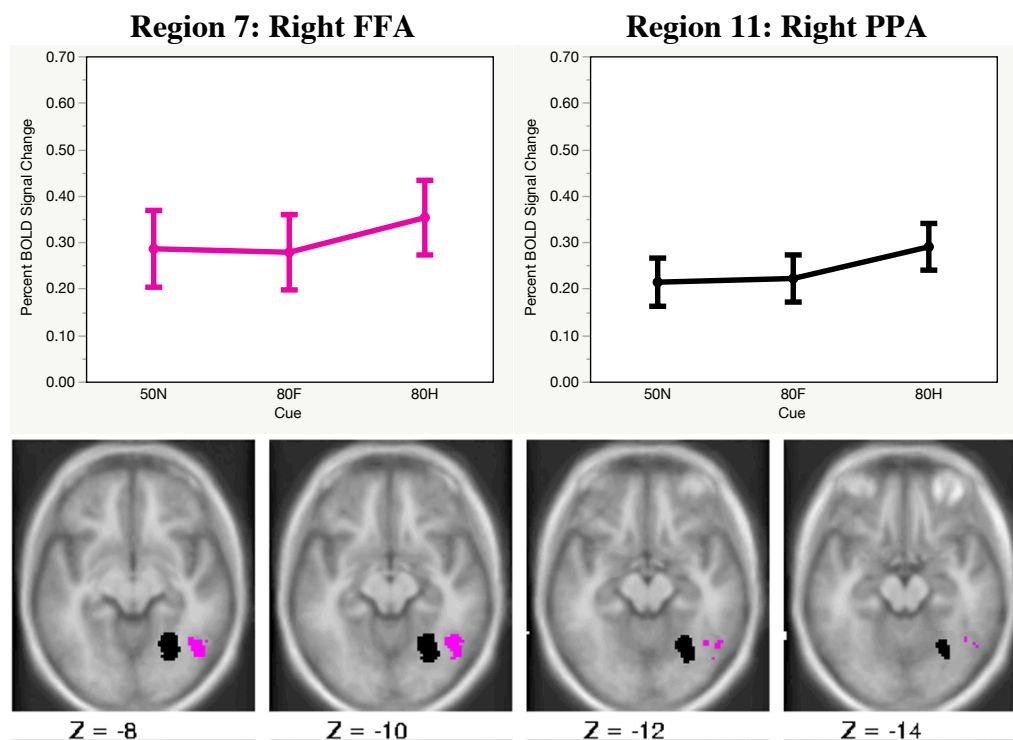 Region 7: Right FFA
Region 11: Right PPA
Percent BOLD Signal Change
0.70
0.60
0.50
0.40
0.30
0.20
0.10
0.00
50N
80F
80H
Cue
Percent BOLD Signal Change
0.70
0.60
0.50
0.40
0.30
0.20
0.10
0.00
50N
80F
80H
Cue
Z = -8
Z = -10
Z = -12
Z = -14